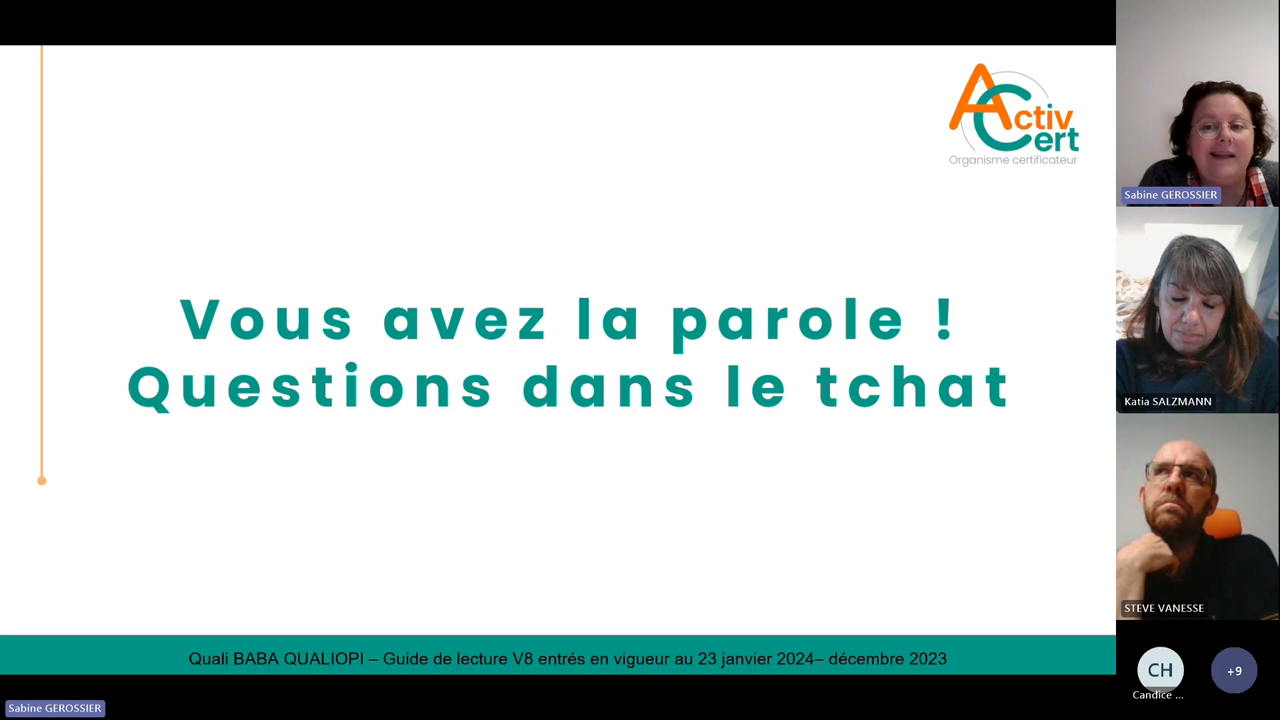 Activ
Cert
Organisme certificateur
Vous avez la parole !
Questions dans le tchat
Quali BABA QUALIOPI – Guide de lecture V8 entrés en vigueur au 23 janvier 2024– décembre 2023
Sabine GEROSSIER
Sabine GEROSSIER
Katia SALZMANN
STEVE VANESSE
CH
Candice ...
+9